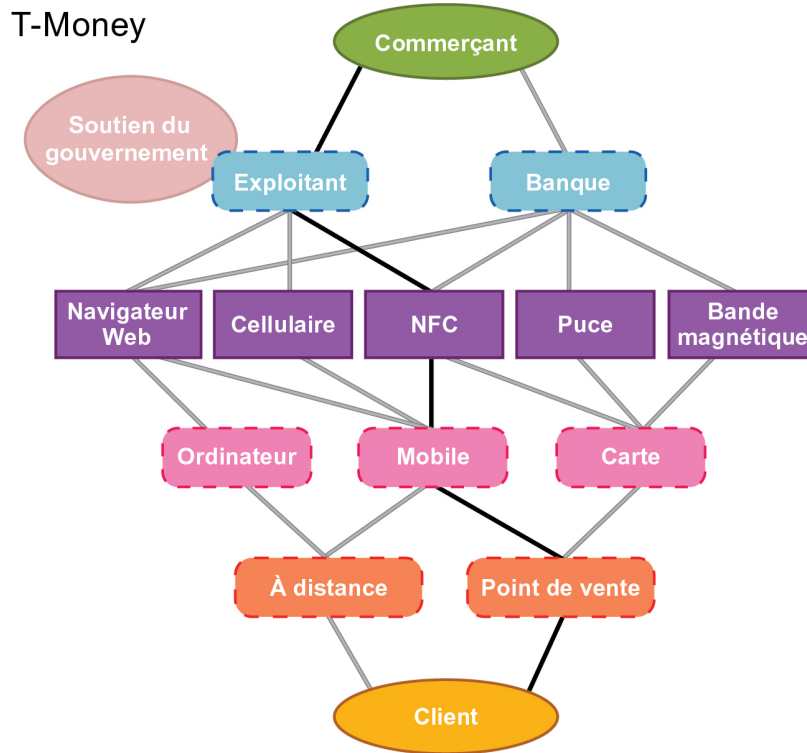 T-Money
Commerçant
Soutien du
gouvernement
Exploitant
Banque
Navigateur
Web
Cellulaire
NFC
Puce
Bande
magnétique
Ordinateur
Mobile
Carte
À distance
Point de vente
Client